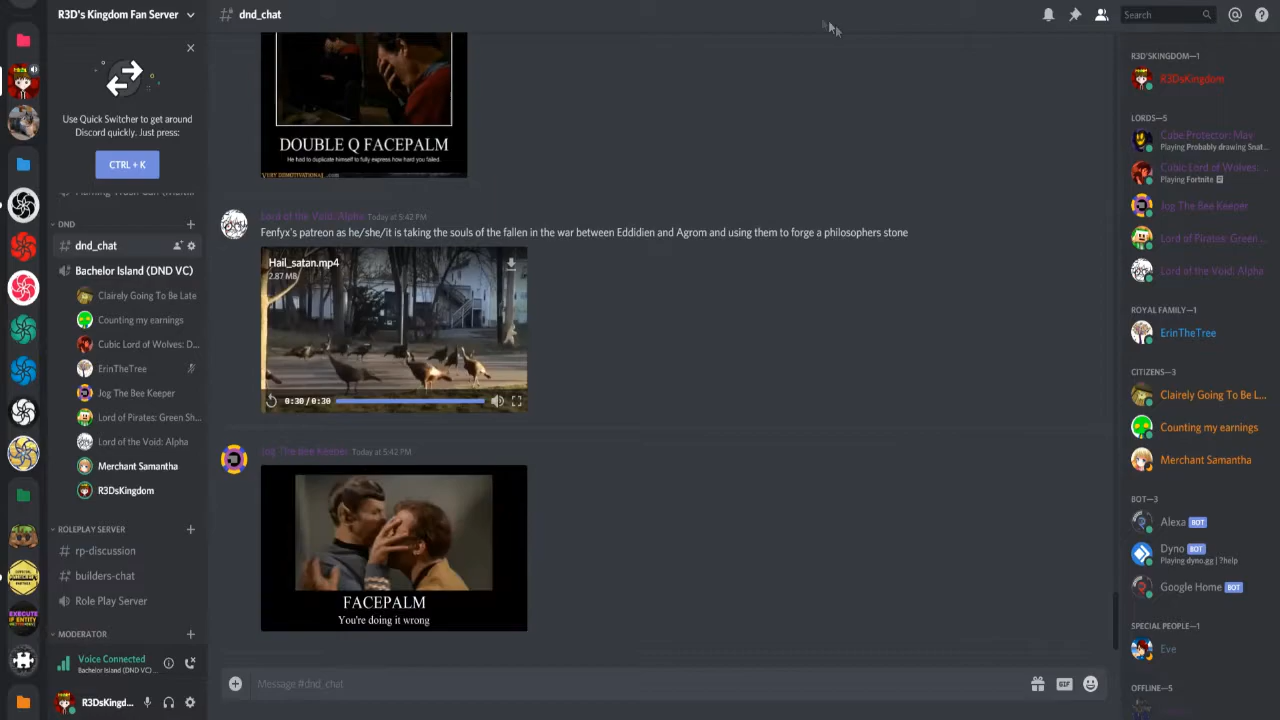 R3D's Kingdom Fan Server
dnd_chat
Search
Use Quick Switcher to get around
Discord quickly. Just press:
CTRL + K
DND
dnd_chat
Bachelor Island (DND VC)
Clairely Going To Be Late
Counting my earnings
Cubic Lord of Wolves: D...
ErinTheTree
Jog The Bee Keeper
Lord of Pirates: Green Sh...
Lord of the Void: Alpha
Merchant Samantha
R3DsKingdom
ROLEPLAY SERVER
rp-discussion
builders-chat
Role Play Server
MODERATOR
Voice Connected
Bachelor Island (DND VC)...
R3DsKingd...
DOUBLE Q FACEPALM
He had to duplicate himself to fully express how hard you failed.
VERY DEMOTIVATIONAL .com
Lord of the Void: Alpha Today at 5:42 PM
Fenfyx's patreon as he/she/it is taking the souls of the fallen in the war between Eddidien and Agrom and using them to forge a philosophers stone
Hail_satan.mp4
2.87 MB
0:30/0:30
Jog The Bee Keeper Today at 5:42 PM
FACEPALM
You're doing it wrong
Message #dnd_chat
GIF
R3D'SKINGDOM—1
R3DsKingdom
LORDS—5
Cube Protector: Mav
Playing Probably drawing Snat...
Cubic Lord of Wolves: ...
Playing Fortnite
Jog The Bee Keeper
Lord of Pirates: Green ...
Lord of the Void: Alpha
ROYAL FAMILY—1
ErinTheTree
CITIZENS—3
Clairely Going To Be L...
Counting my earnings
Merchant Samantha
BOT—3
Alexa BOT
Dyno BOT
Playing dyno.gg | ?help
Google Home BOT
SPECIAL PEOPLE—1
Eve
OFFLINE—5